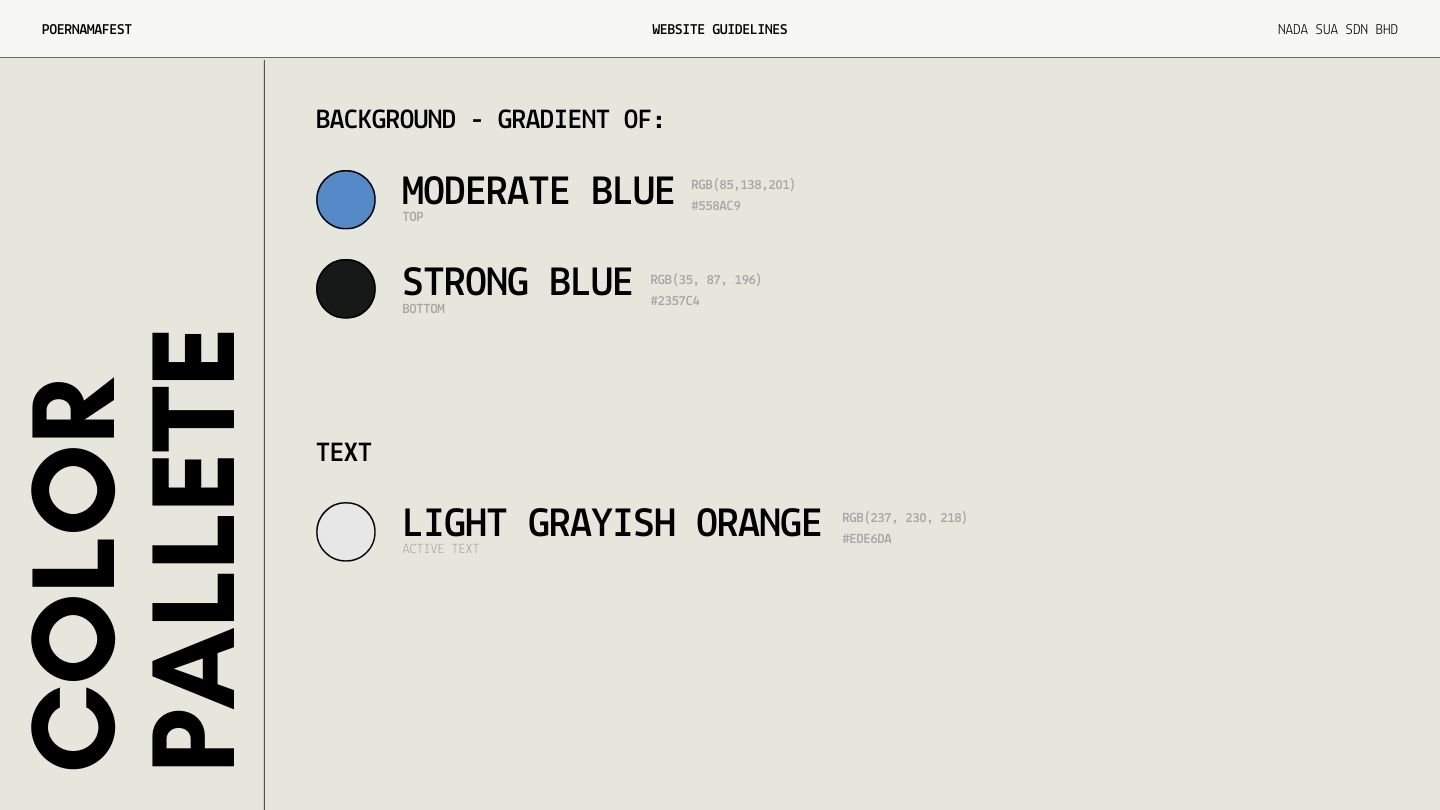 POERNAMAFEST
WEBSITE GUIDELINES
NADA SUA SDN BHD
COLOR
PALLETE
BACKGROUND - GRADIENT OF:
MODERATE BLUE
RGB(85,138,201)
#558AC9
TOP
STRONG BLUE
RGB(35, 87, 196)
#2357C4
BOTTOM
TEXT
LIGHT GRAYISH ORANGE
RGB(237, 230, 218)
#EDE6DA
ACTIVE TEXT